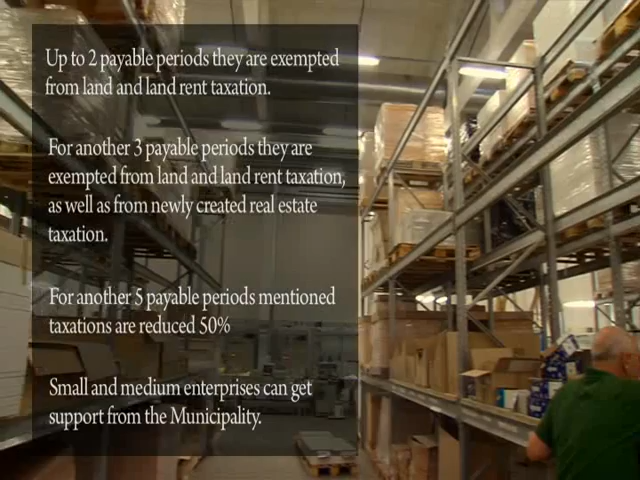 Up to 2 payable periods they are exempted
from land and land rent taxation.
For another 3 payable periods they are
exempted from land and land rent taxation,
as well as from newly created real estate
taxation.
For another 5 payable periods mentioned
taxations are reduced 50%
Small and medium enterprises can get
support from the Municipality.